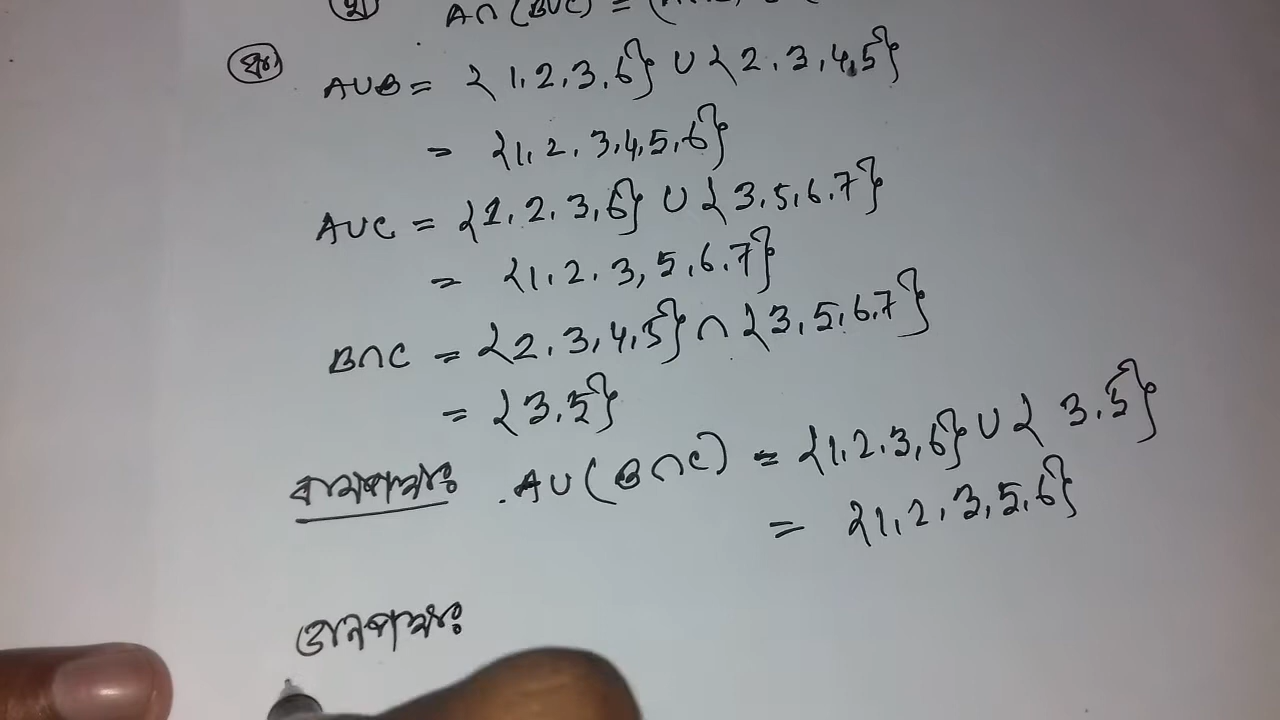 A∩(B∪C) =
A∪B = {1,2,3,6} ∪ {2,3,4,5}
= {1,2,3,4,5,6}
A∪C = {1,2,3,6} ∪ {3,5,6,7}
= {1,2,3,5,6,7}
B∩C = {2,3,4,5} ∩ {3,5,6,7}
= {3,5}
বামপক্ষঃ A∪(B∩C) = {1,2,3,6} ∪ {3,5}
= {1,2,3,5,6}
ডানপক্ষঃ